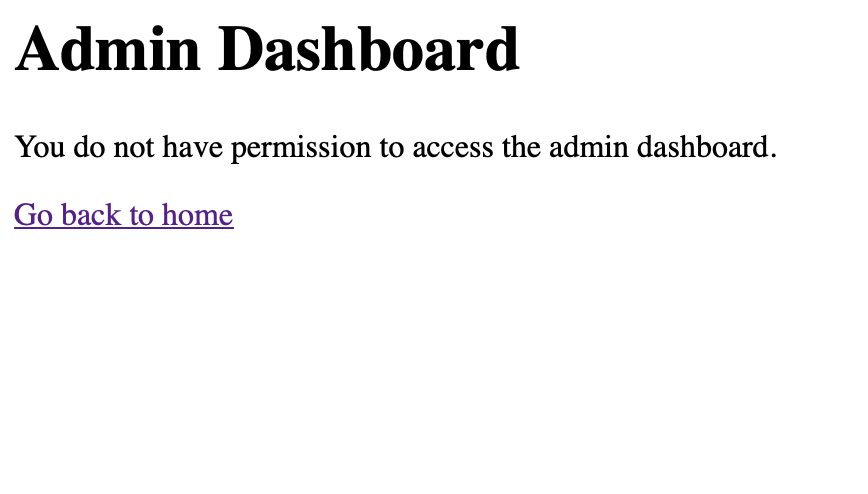 Admin Dashboard
You do not have permission to access the admin dashboard.
Go back to home